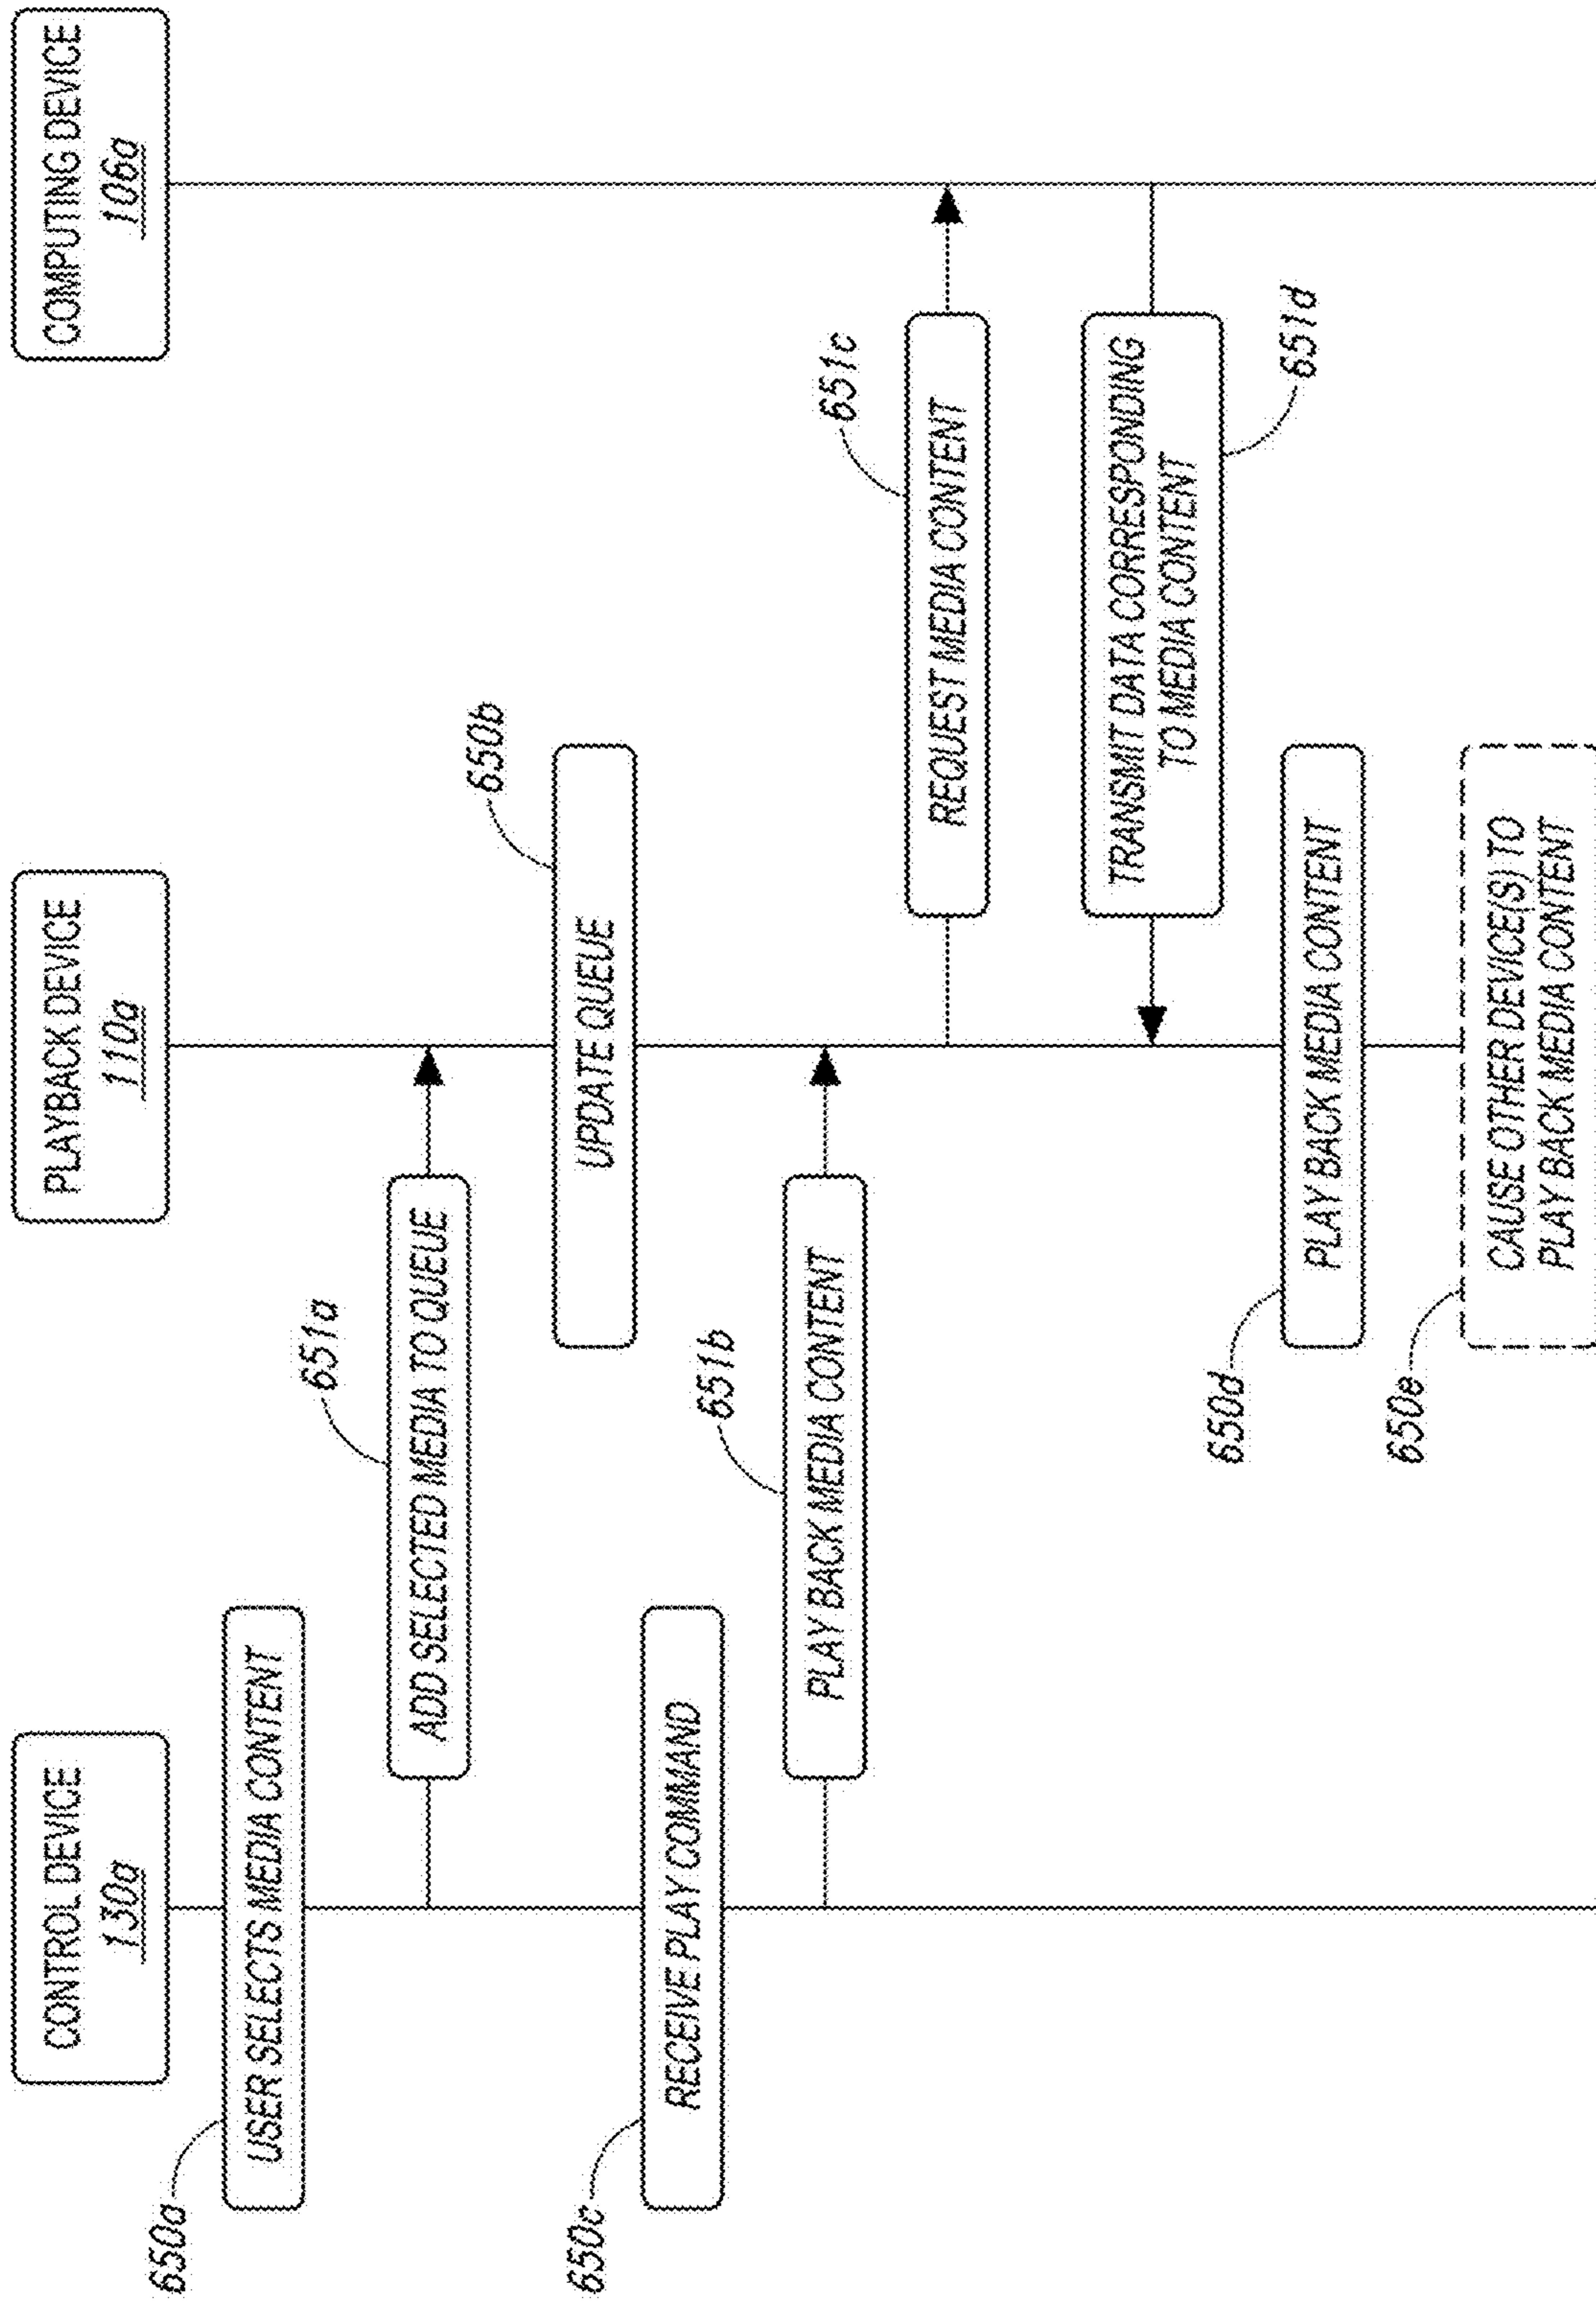 CONTROL DEVICE
130a
PLAYBACK DEVICE
110a
COMPUTING DEVICE
106a
650a
USER SELECTS MEDIA CONTENT
651a
ADD SELECTED MEDIA TO QUEUE
650b
UPDATE QUEUE
650c
RECEIVE PLAY COMMAND
651b
PLAY BACK MEDIA CONTENT
651c
REQUEST MEDIA CONTENT
TRANSMIT DATA CORRESPONDING
TO MEDIA CONTENT
651d
650d
PLAY BACK MEDIA CONTENT
650e
CAUSE OTHER DEVICE(S) TO
PLAY BACK MEDIA CONTENT